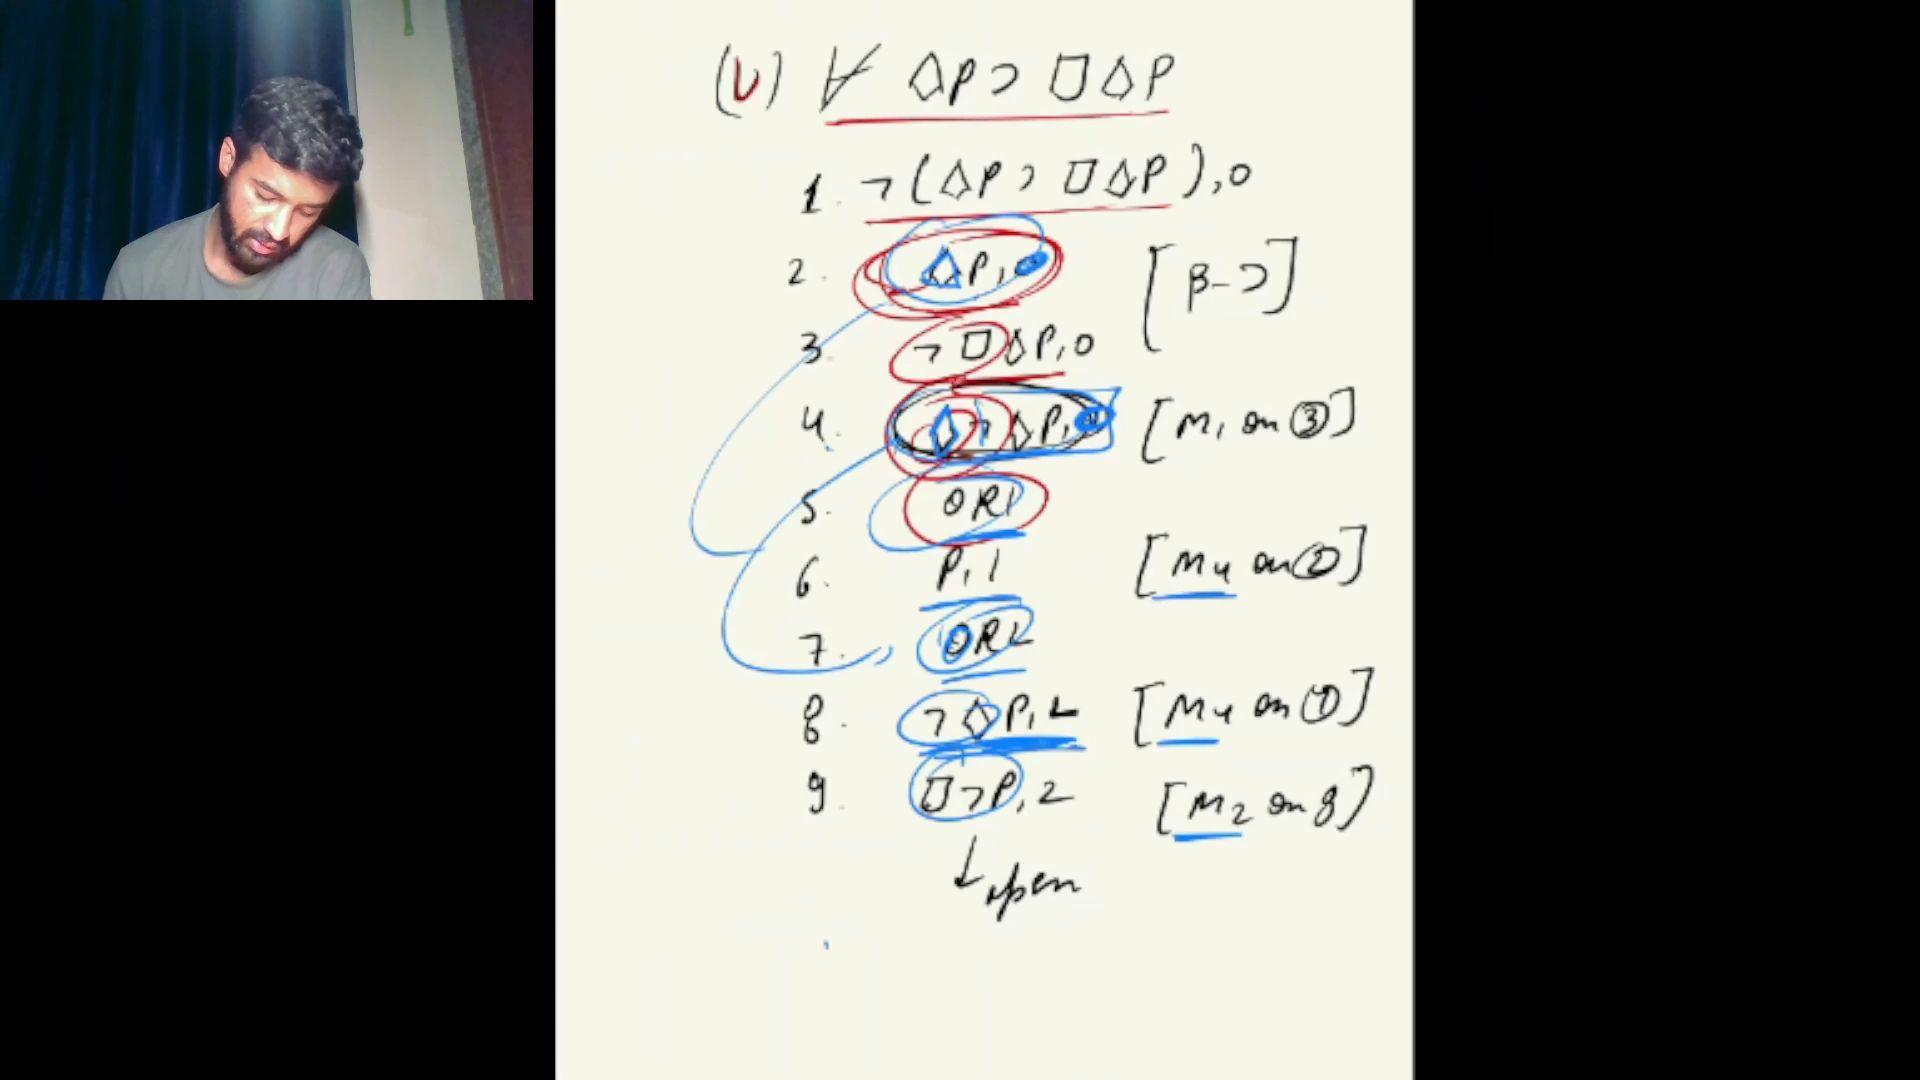 (v) ⊬ ◇P ⊃ □◇P
1. ¬(◇P ⊃ □◇P),0
2. ◇P,0 [β-⊃]
3. ¬□◇P,0
4. ◇¬◇P,0 [M1 on ③]
5. 0R1
6. P,1 [M4 on ②]
7. 0R2
8. ¬◇P,2 [M4 on ④]
9. □¬P,2 [M2 on 8]
↓ open